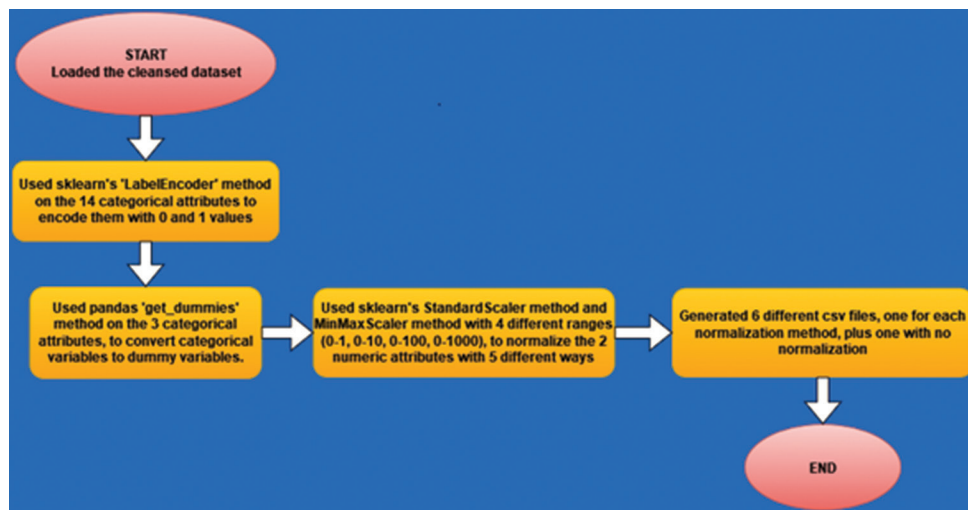 START
Loaded the cleansed dataset
Used sklearn's 'LabelEncoder' method
on the 14 categorical attributes to
encode them with 0 and 1 values
Used pandas 'get_dummies'
method on the 3 categorical
attributes, to convert categorical
variables to dummy variables.
Used sklearn's StandardScaler method and
MinMaxScaler method with 4 different ranges
(0-1, 0-10, 0-100, 0-1000), to normalize the 2
numeric attributes with 5 different ways
Generated 6 different csv files, one for each
normalization method, plus one with no
normalization
END